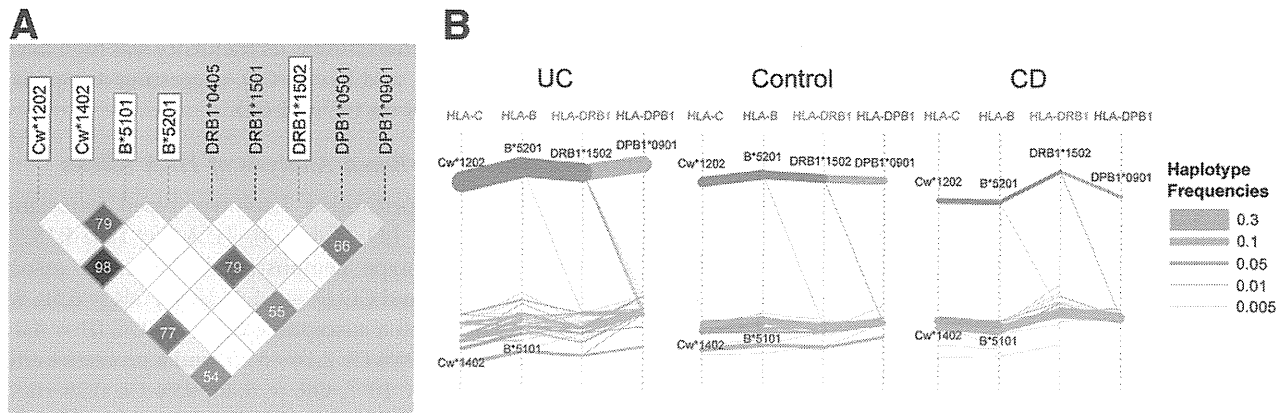 A
Cw*1202
Cw*1402
B*5101
B*5201
DRB1*0405
DRB1*1501
DRB1*1502
DPB1*0501
DPB1*0901
79
66
98
79
55
77
54
B
UC
Control
CD
HLA-C HLA-B HLA-DRB1 HLA-DPB1
HLA-C HLA-B HLA-DRB1 HLA-DPB1
HLA-C HLA-B HLA-DRB1 HLA-DPB1
Cw*1202 B*5201 DRB1*1502 DPB1*0901
Cw*1402 B*5101
Cw*1202 B*5201 DRB1*1502 DPB1*0901
Cw*1402 B*5101
Cw*1202 B*5201 DRB1*1502 DPB1*0901
Cw*1402 B*5101
Haplotype
Frequencies
0.3
0.1
0.05
0.01
0.005